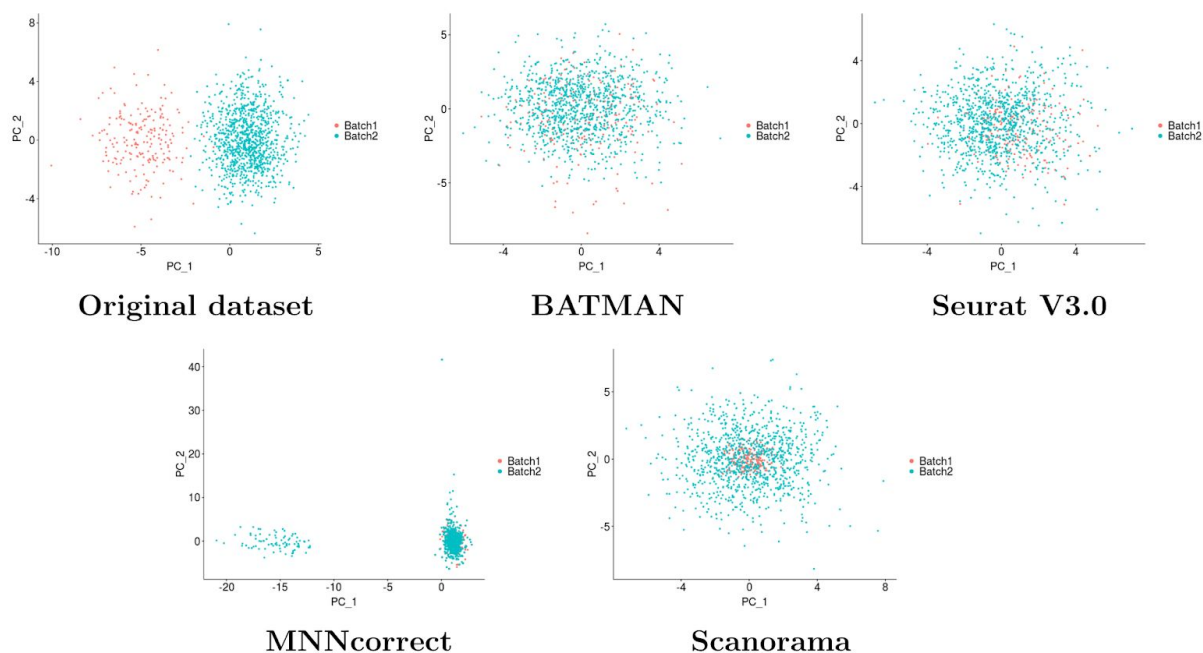 8
4
0
-4
-10
-5
0
5
PC_1
PC_2
Batch1
Batch2
Original dataset
5
0
-5
-4
0
4
PC_1
PC_2
Batch1
Batch2
BATMAN
4
0
-4
-4
0
4
PC_1
PC_2
Batch1
Batch2
Seurat V3.0
40
30
20
10
0
-20
-15
-10
-5
0
PC_1
PC_2
Batch1
Batch2
MNNcorrect
5
0
-5
-4
0
4
8
PC_1
PC_2
Batch1
Batch2
Scanorama